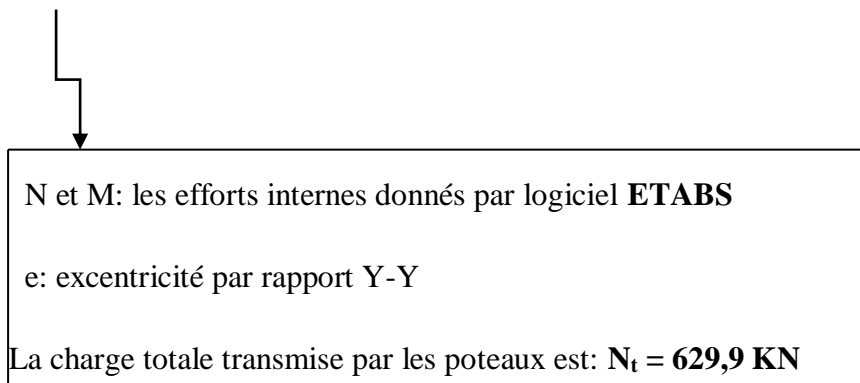 N et M: les efforts internes donnés par logiciel ETABS
e: excentricité par rapport Y-Y
La charge totale transmise par les poteaux est: Nₜ = 629,9 KN